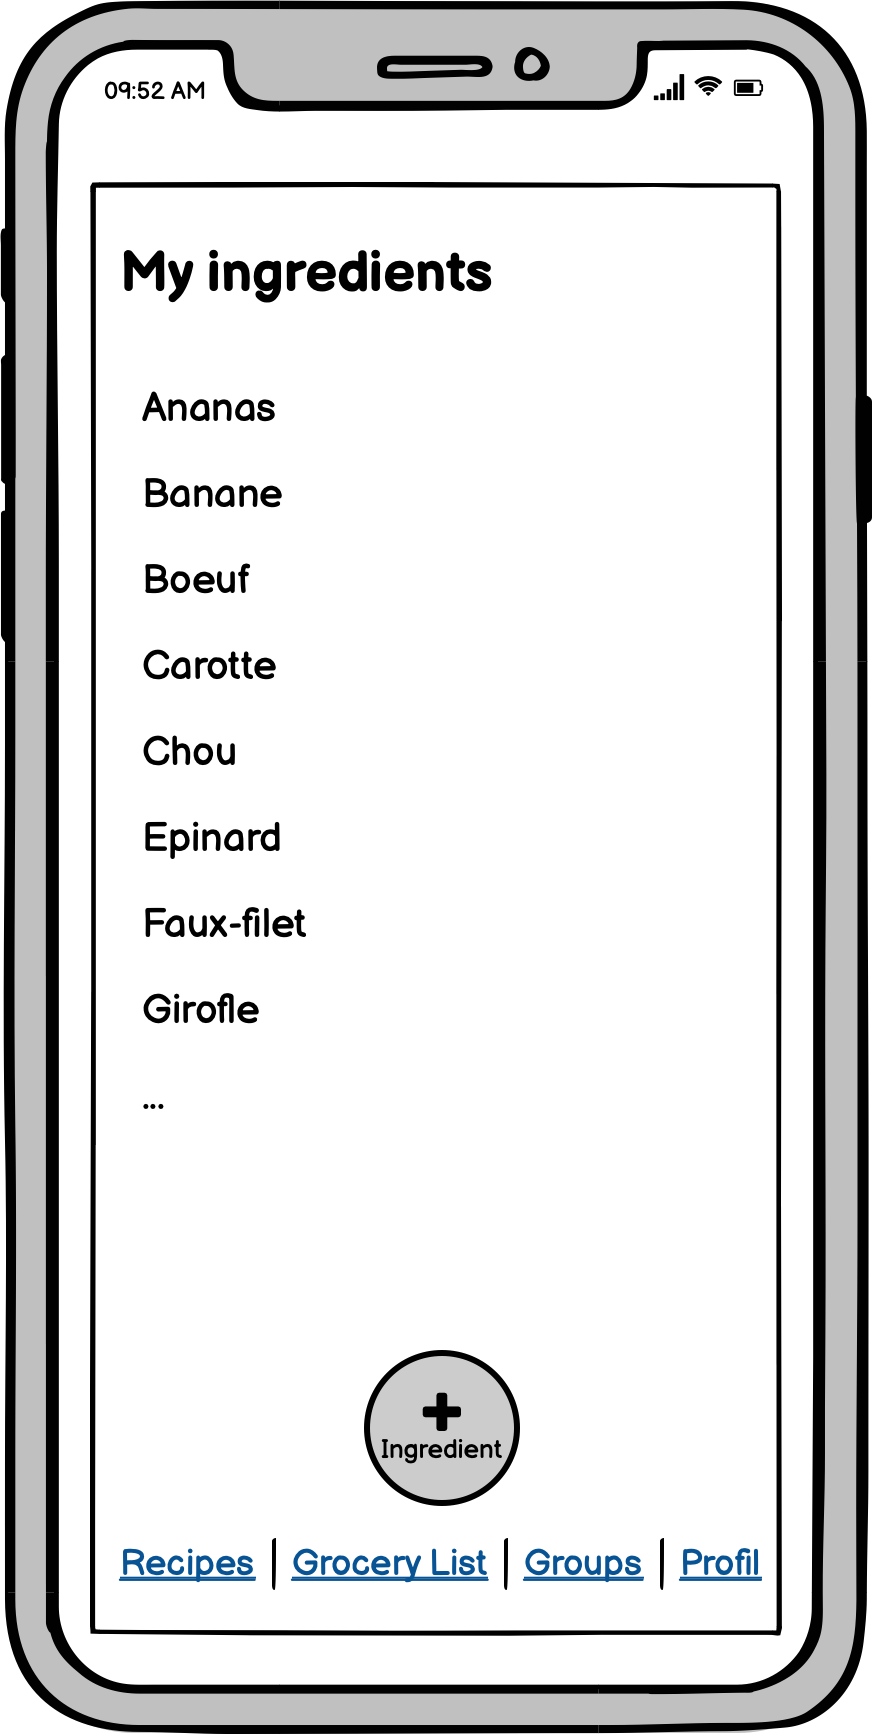 09:52 AM
My ingredients
Ananas
Banane
Boeuf
Carotte
Chou
Epinard
Faux-filet
Girofle
...
Ingredient
Recipes | Grocery List | Groups | Profil